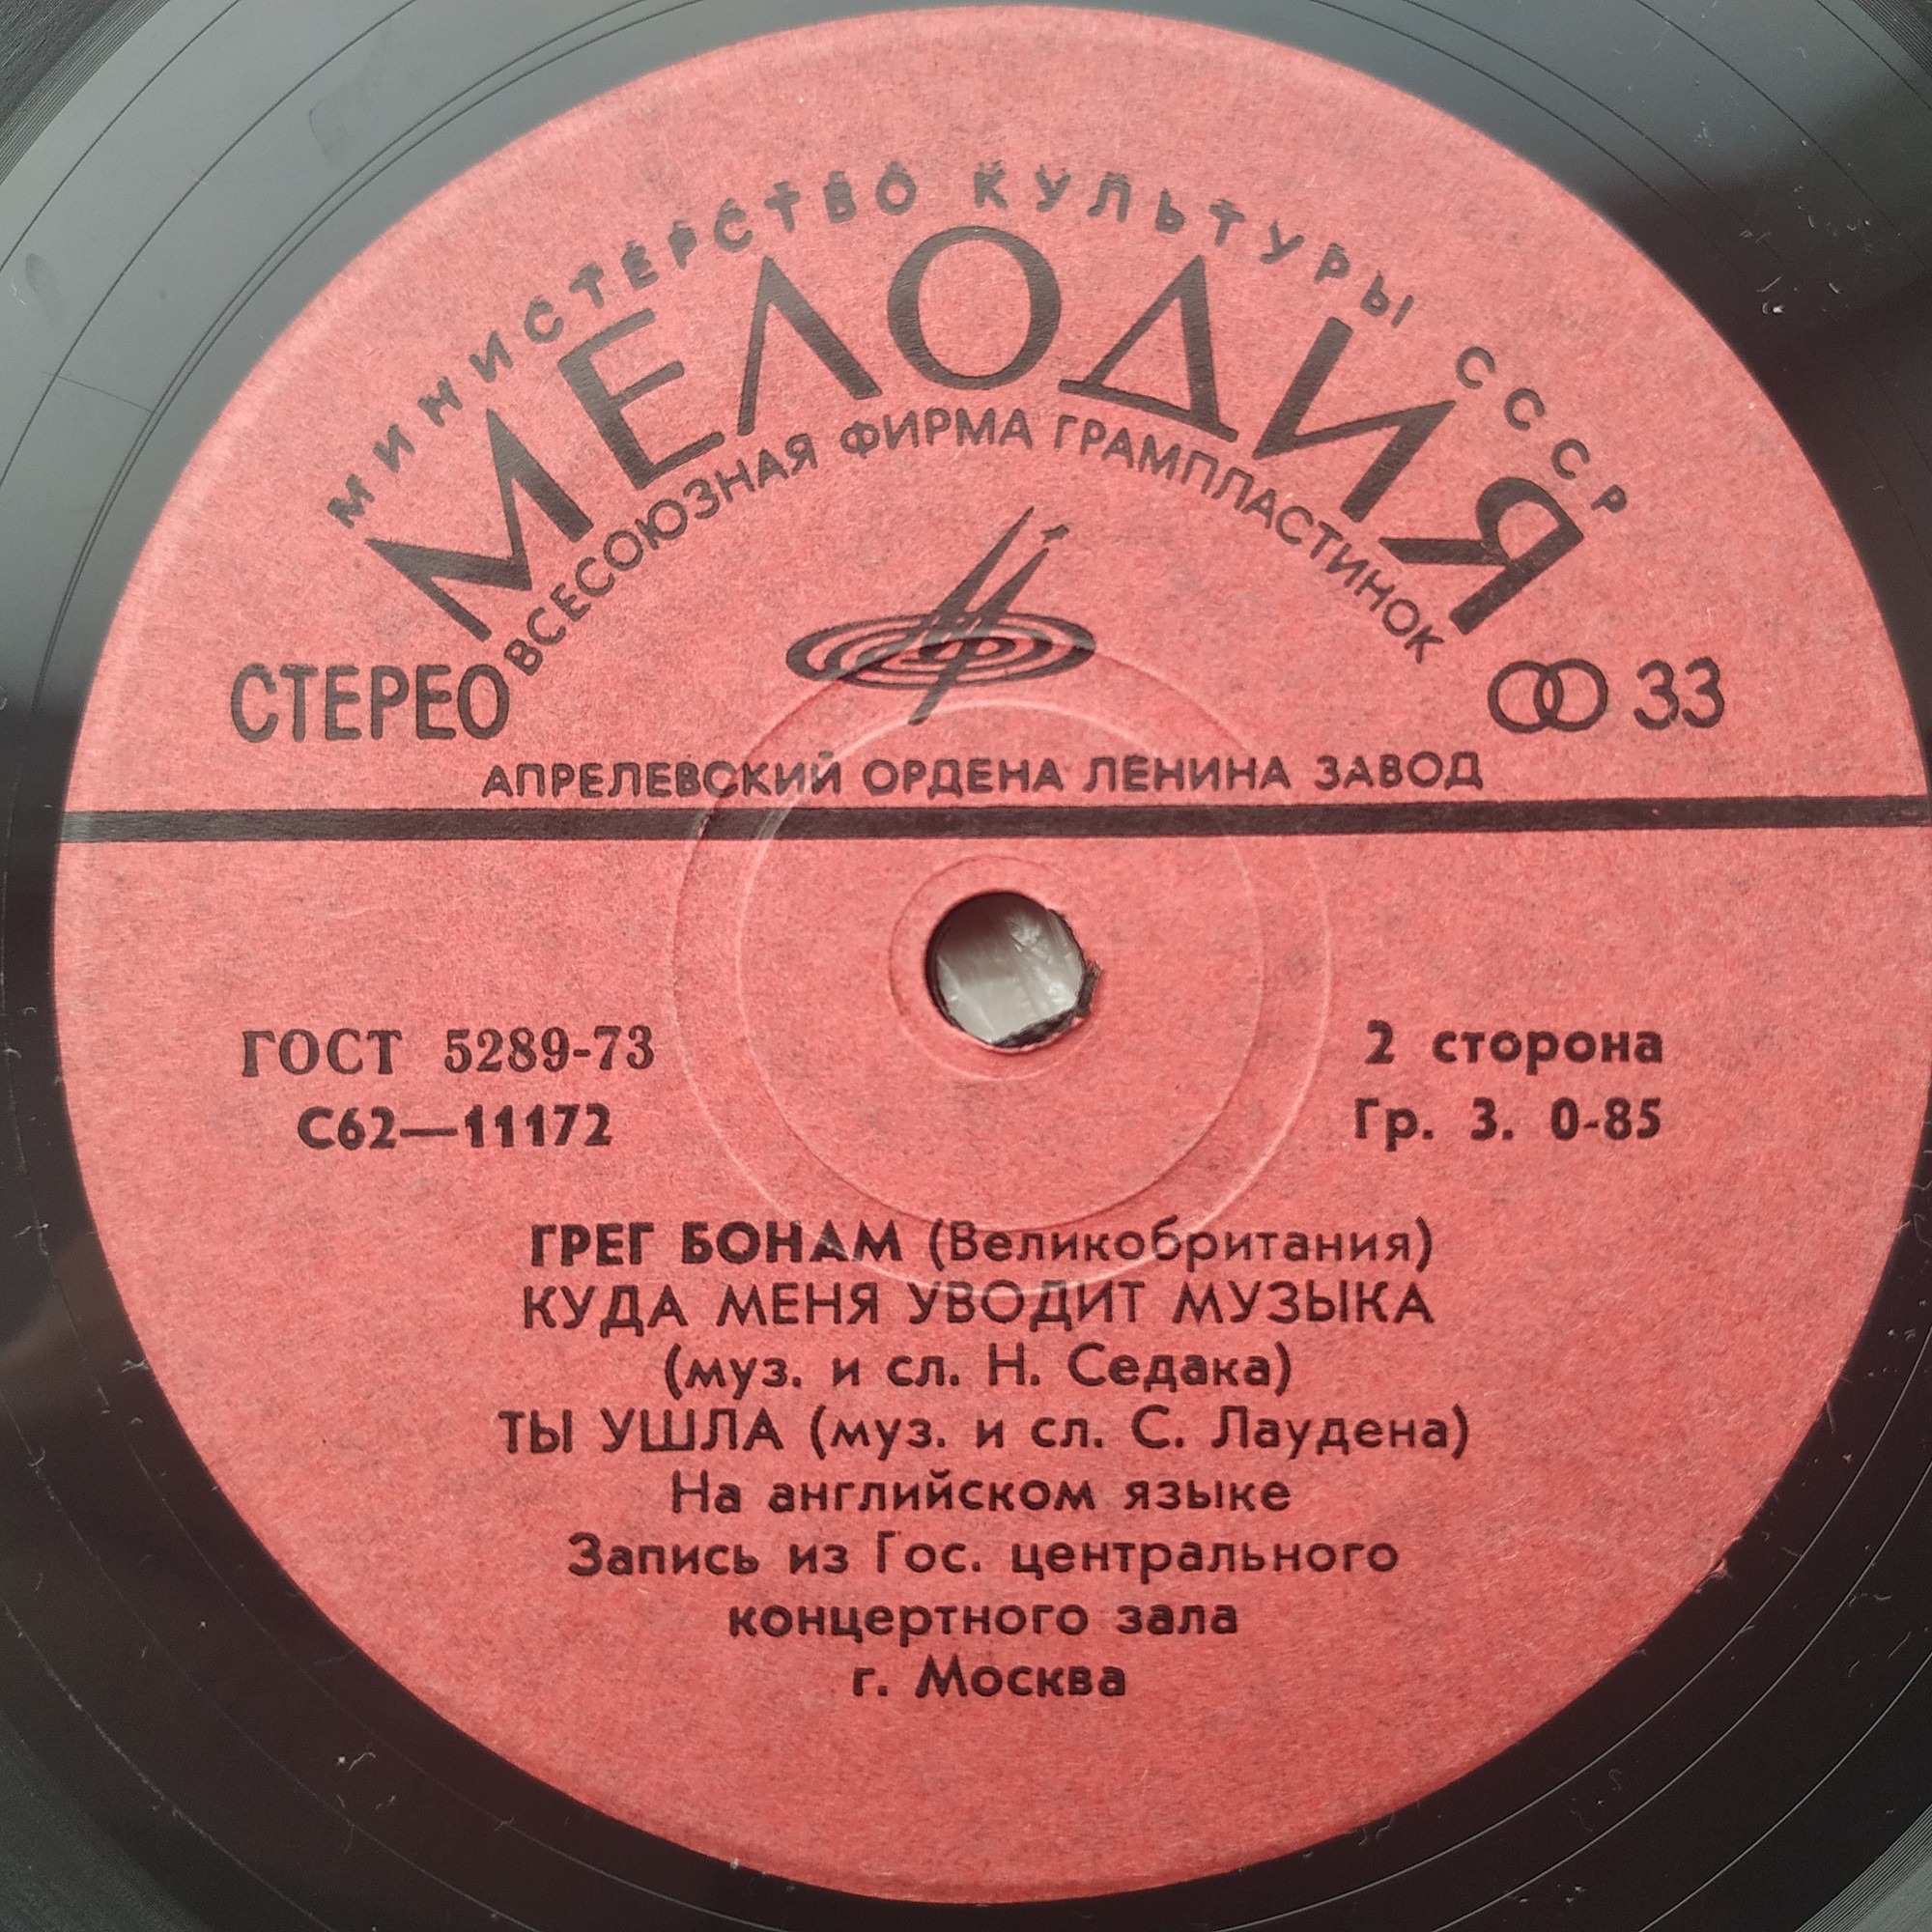 МИНИСТЕРСТВО КУЛЬТУРЫ СССР
МЕЛОДИЯ
ВСЕСОЮЗНАЯ ФИРМА ГРАМПЛАСТИНОК
СТЕРЕО
33
АПРЕЛЕВСКИЙ ОРДЕНА ЛЕНИНА ЗАВОД
ГОСТ 5289-73
С62—11172
2 сторона
Гр. 3. 0-85
ГРЕГ БОНАМ (Великобритания)
КУДА МЕНЯ УВОДИТ МУЗЫКА
(муз. и сл. Н. Седака)
ТЫ УШЛА (муз. и сл. С. Лаудена)
На английском языке
Запись из Гос. центрального
концертного зала
г. Москва